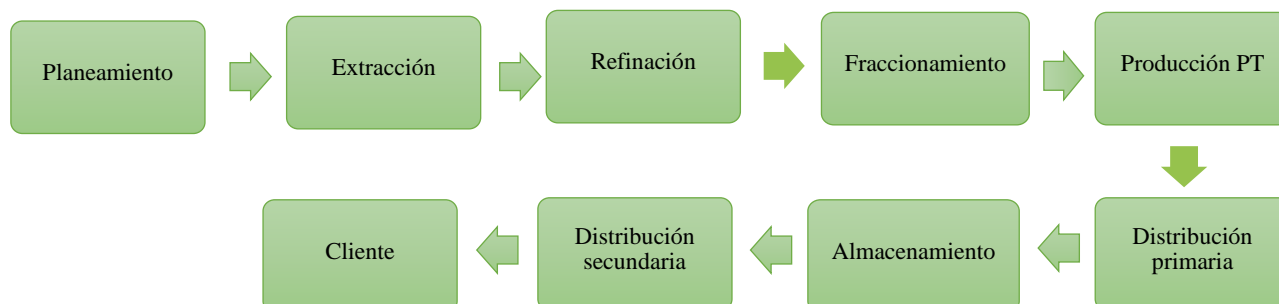 Planeamiento
Extracción
Refinación
Fraccionamiento
Producción PT
Distribución
primaria
Almacenamiento
Distribución
secundaria
Cliente